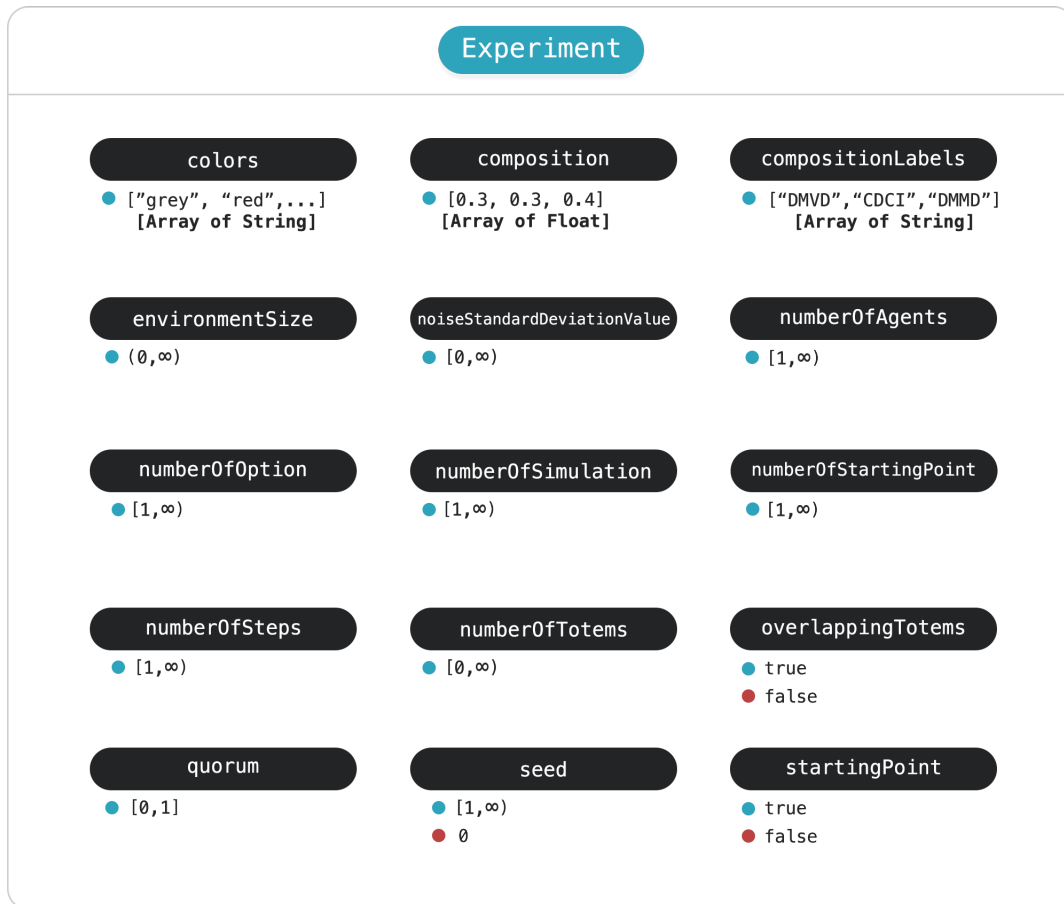 Experiment
colors
["grey", "red",...]
[Array of String]
composition
[0.3, 0.3, 0.4]
[Array of Float]
compositionLabels
["DMVD","CDCI","DMMD"]
[Array of String]
environmentSize
(0,∞)
noiseStandardDeviationValue
[0,∞)
numberOfAgents
[1,∞)
numberOfOption
[1,∞)
numberOfSimulation
[1,∞)
numberOfStartingPoint
[1,∞)
numberOfSteps
[1,∞)
numberOfTotems
[0,∞)
overlappingTotems
true
false
quorum
[0,1]
seed
[1,∞)
0
startingPoint
true
false